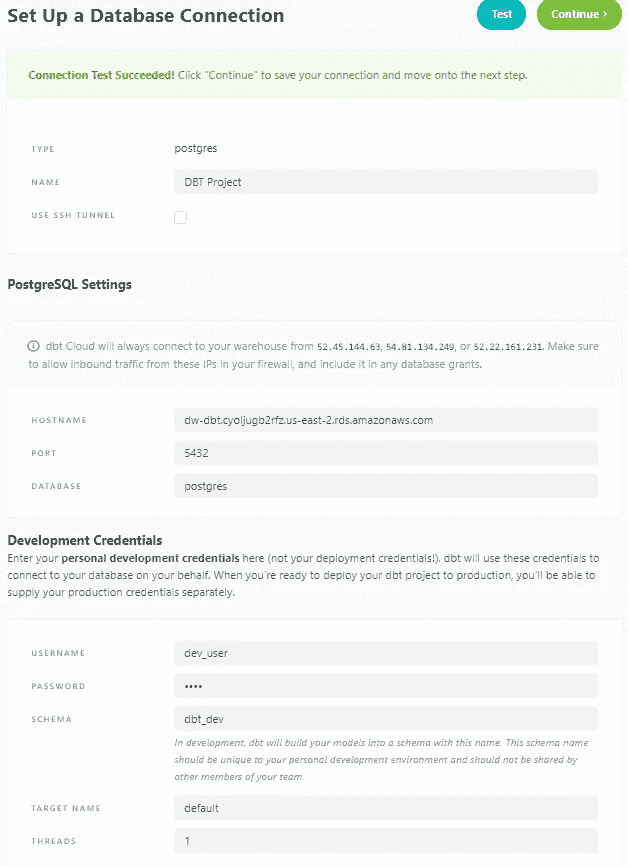 Set Up a Database Connection
Test
Continue ›
Connection Test Succeeded! Click "Continue" to save your connection and move onto the next step.
TYPE
postgres
NAME
DBT Project
USE SSH TUNNEL
PostgreSQL Settings
dbt Cloud will always connect to your warehouse from 52.45.144.63, 54.81.134.249, or 52.22.161.231. Make sure
to allow inbound traffic from these IPs in your firewall, and include it in any database grants.
HOSTNAME
dw-dbt.cyoljugb2rfz.us-east-2.rds.amazonaws.com
PORT
5432
DATABASE
postgres
Development Credentials
Enter your personal development credentials here (not your deployment credentials!). dbt will use these credentials to
connect to your database on your behalf. When you're ready to deploy your dbt project to production, you'll be able to
supply your production credentials separately.
USERNAME
dev_user
PASSWORD
••••
SCHEMA
dbt_dev
In development, dbt will build your models into a schema with this name. This schema name
should be unique to your personal development environment and should not be shared by
other members of your team.
TARGET NAME
default
THREADS
1